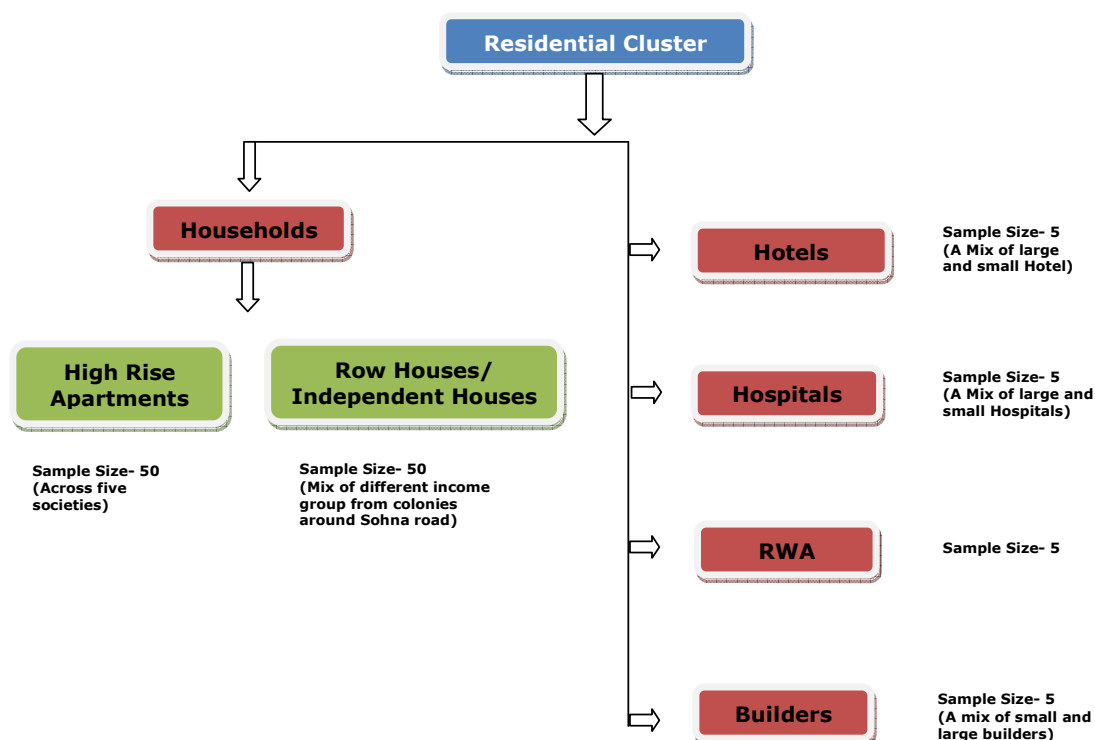 Residential Cluster
Households
High Rise
Apartments
Sample Size- 50
(Across five
societies)
Row Houses/
Independent Houses
Sample Size- 50
(Mix of different income
group from colonies
around Sohna road)
Hotels
Sample Size- 5
(A Mix of large
and small Hotel)
Hospitals
Sample Size- 5
(A Mix of large and
small Hospitals)
RWA
Sample Size- 5
Builders
Sample Size- 5
(A mix of small and
large builders)